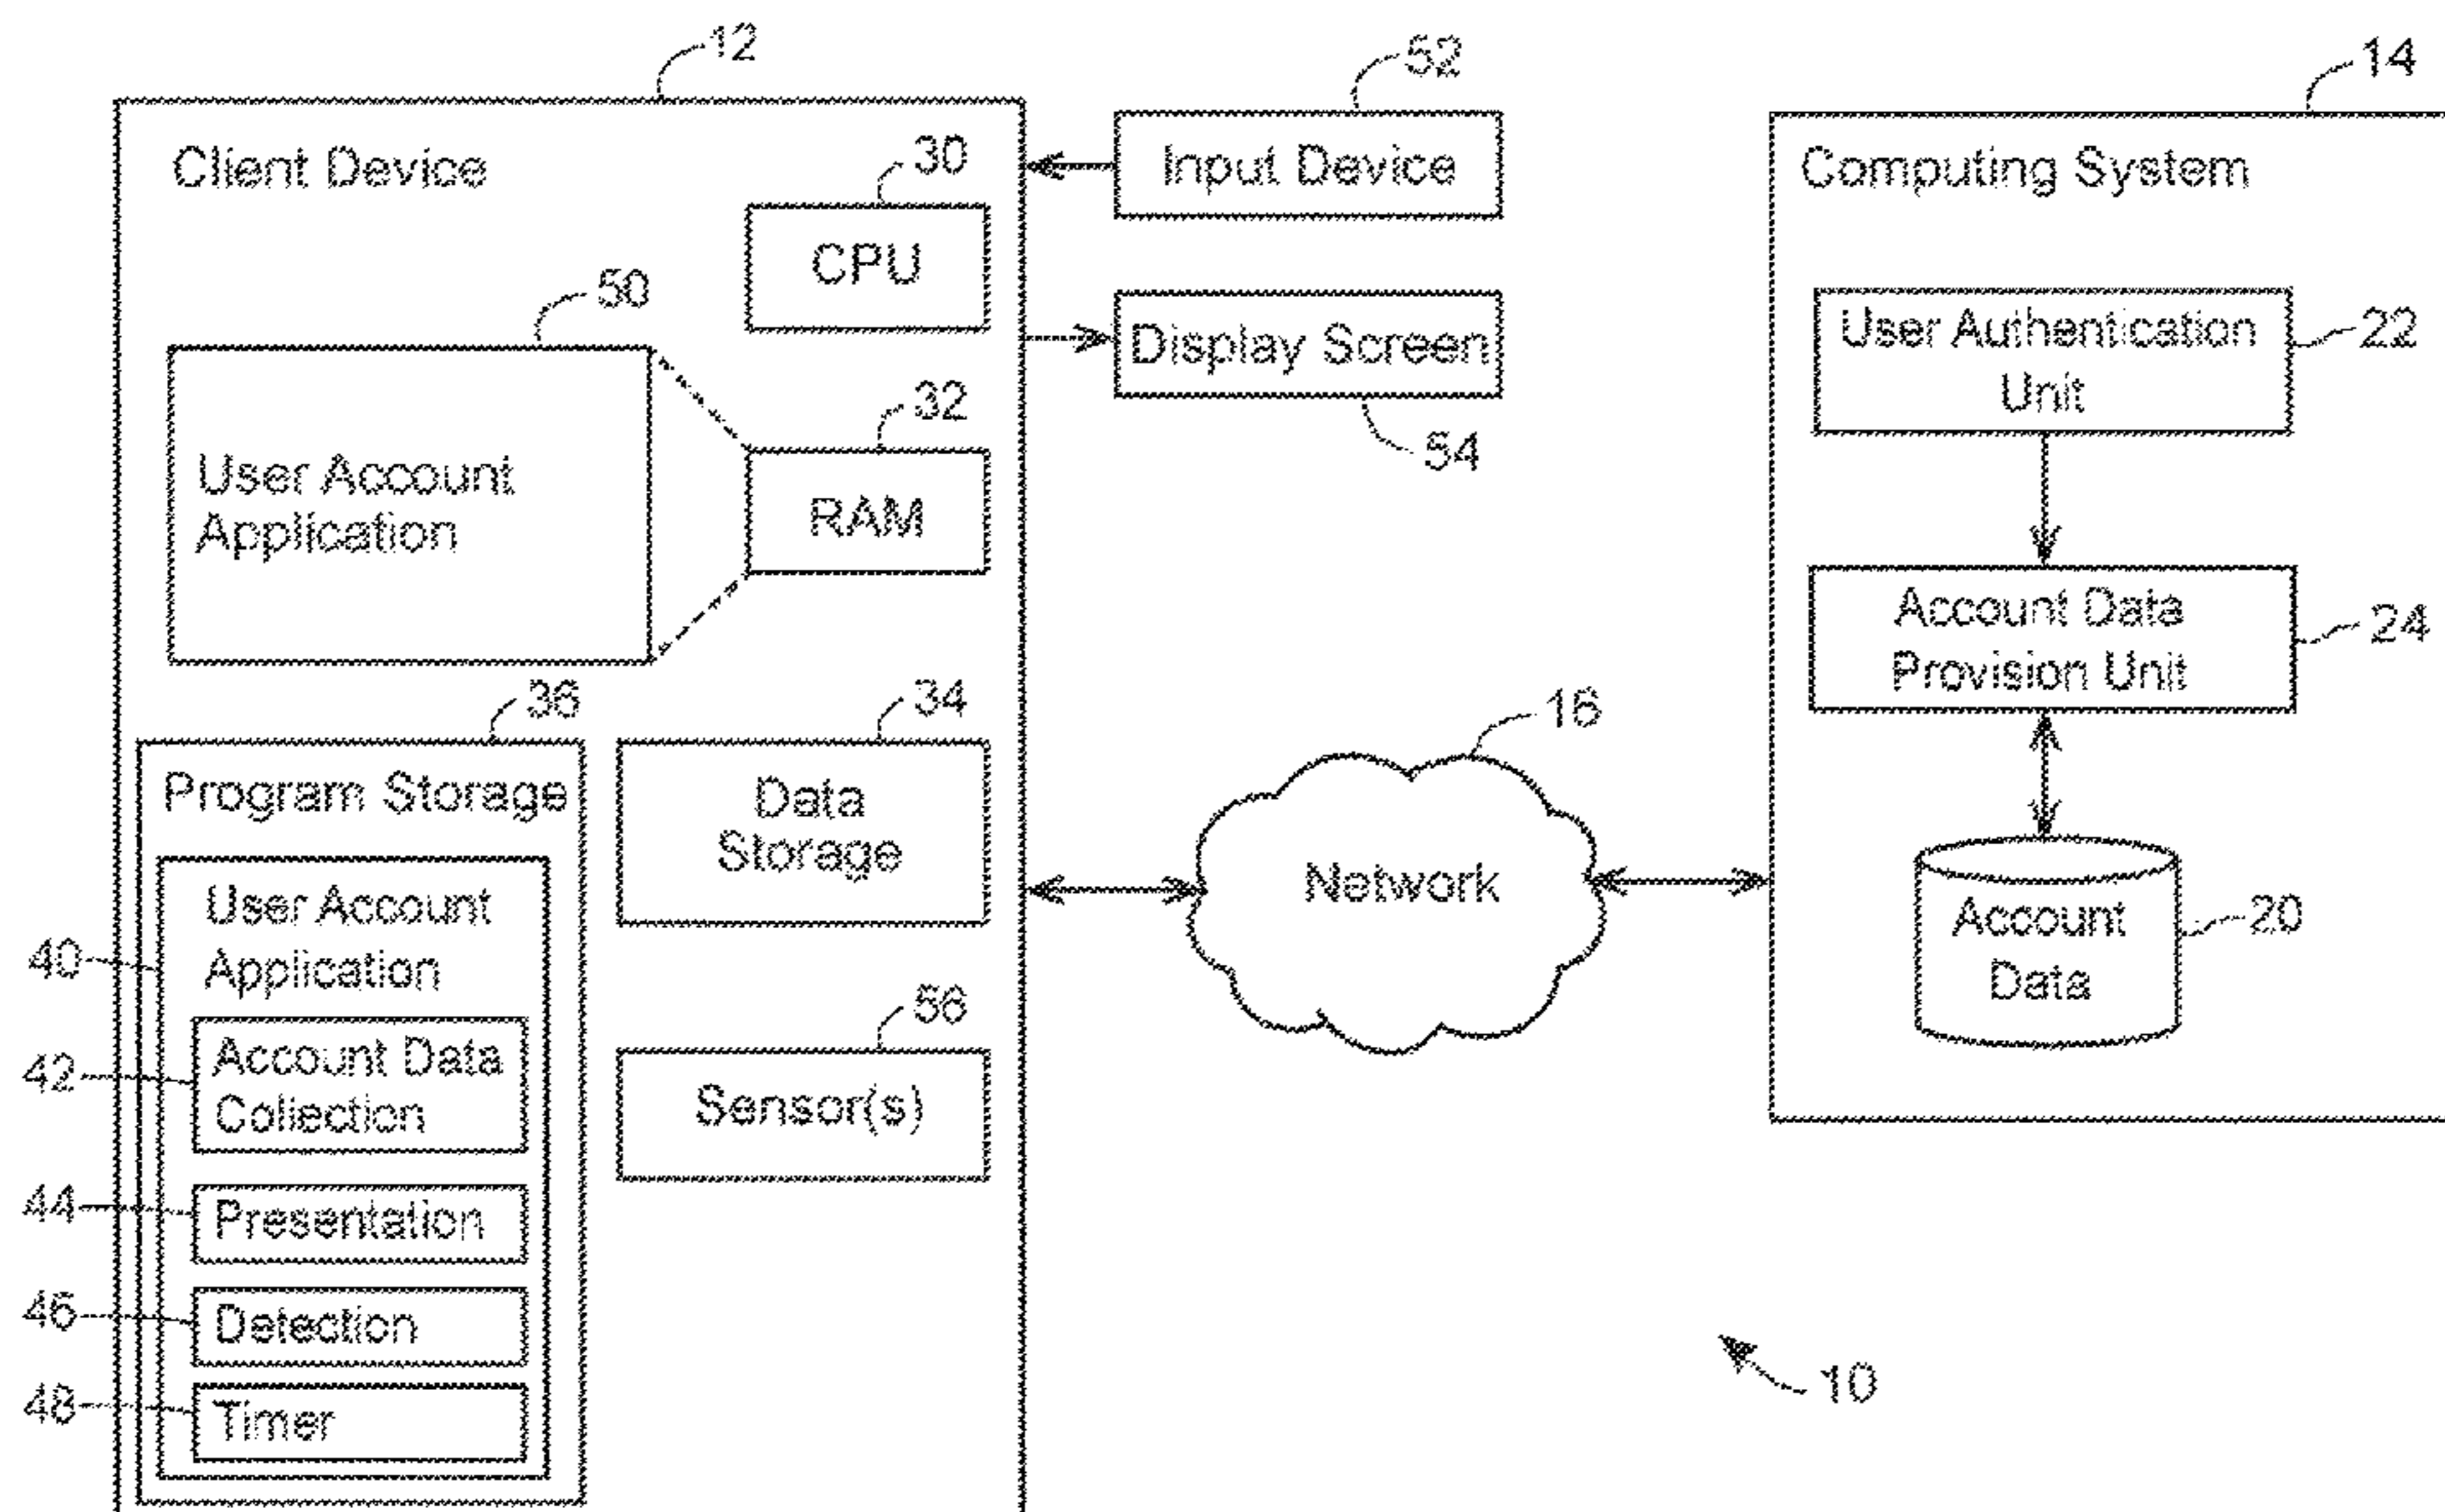 12
Client Device
30
CPU
50
User Account
Application
32
RAM
36
Program Storage
34
Data
Storage
40
User Account
Application
42
Account Data
Collection
44
Presentation
46
Detection
48
Timer
56
Sensor(s)
52
Input Device
Display Screen
54
16
Network
14
Computing System
User Authentication
Unit
22
Account Data
Provision Unit
24
Account
Data
20
10